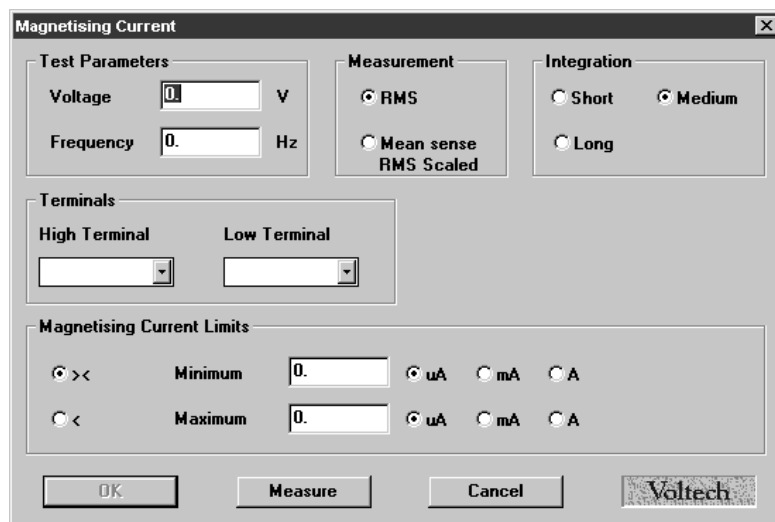 Magnetising Current
Test Parameters
Voltage 0. V
Frequency 0. Hz
Measurement
RMS
Mean sense
RMS Scaled
Integration
Short Medium
Long
Terminals
High Terminal Low Terminal
Magnetising Current Limits
>< Minimum 0. uA mA A
< Maximum 0. uA mA A
OK Measure Cancel Voltech